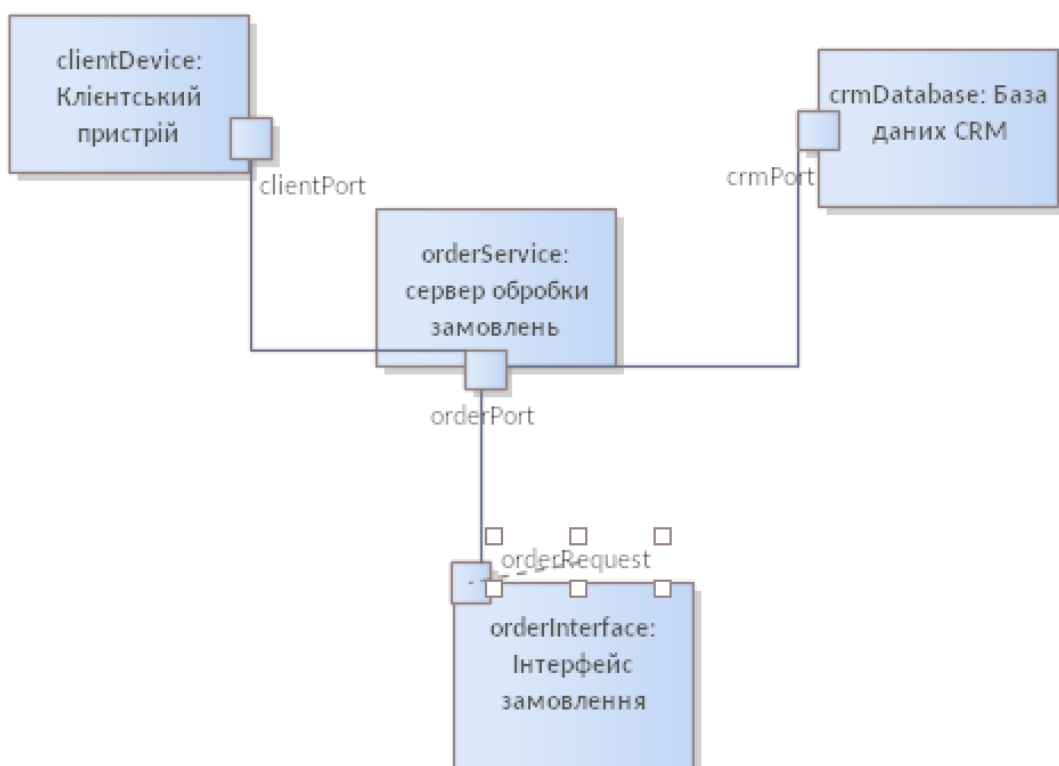 clientDevice:
Клієнтський
пристрій
clientPort
crmDatabase: База
даних CRM
crmPort
orderService:
сервер обробки
замовлень
orderPort
orderRequest
orderInterface:
Інтерфейс
замовлення